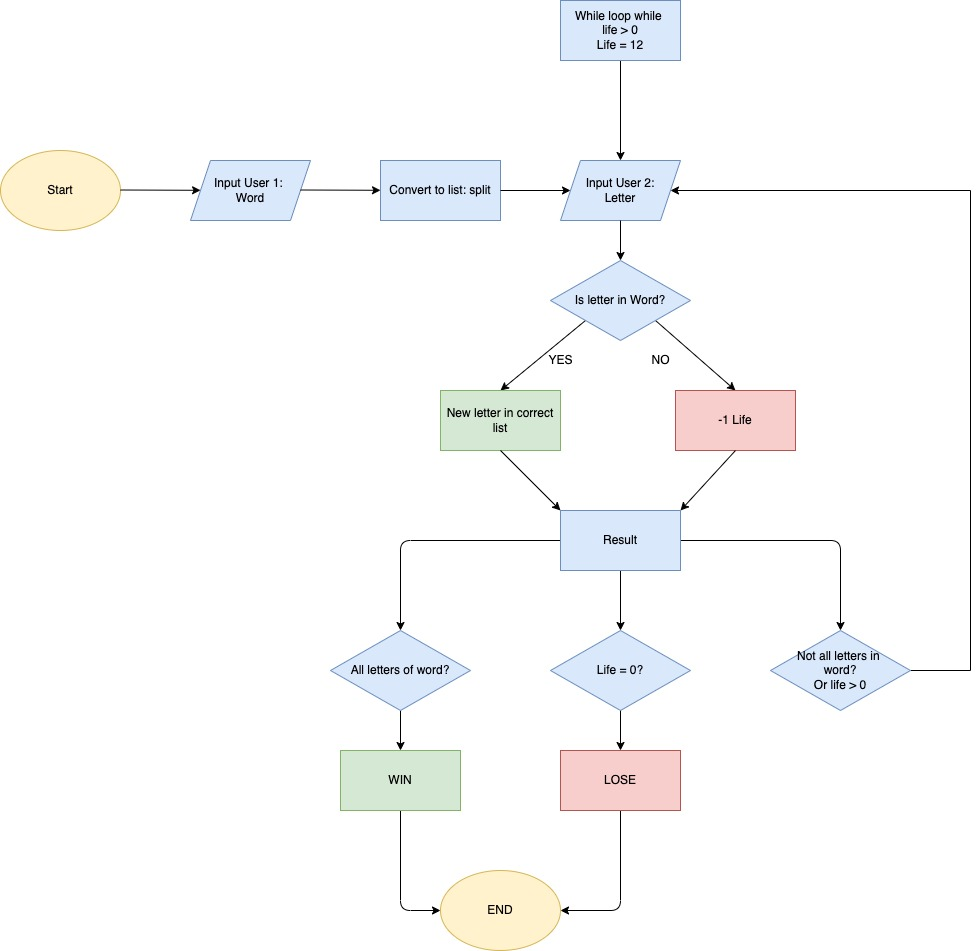 While loop while
life > 0
Life = 12
Start
Input User 1:
Word
Convert to list: split
Input User 2:
Letter
Is letter in Word?
YES
NO
New letter in correct
list
-1 Life
Result
All letters of word?
Life = 0?
Not all letters in
word?
Or life > 0
WIN
LOSE
END